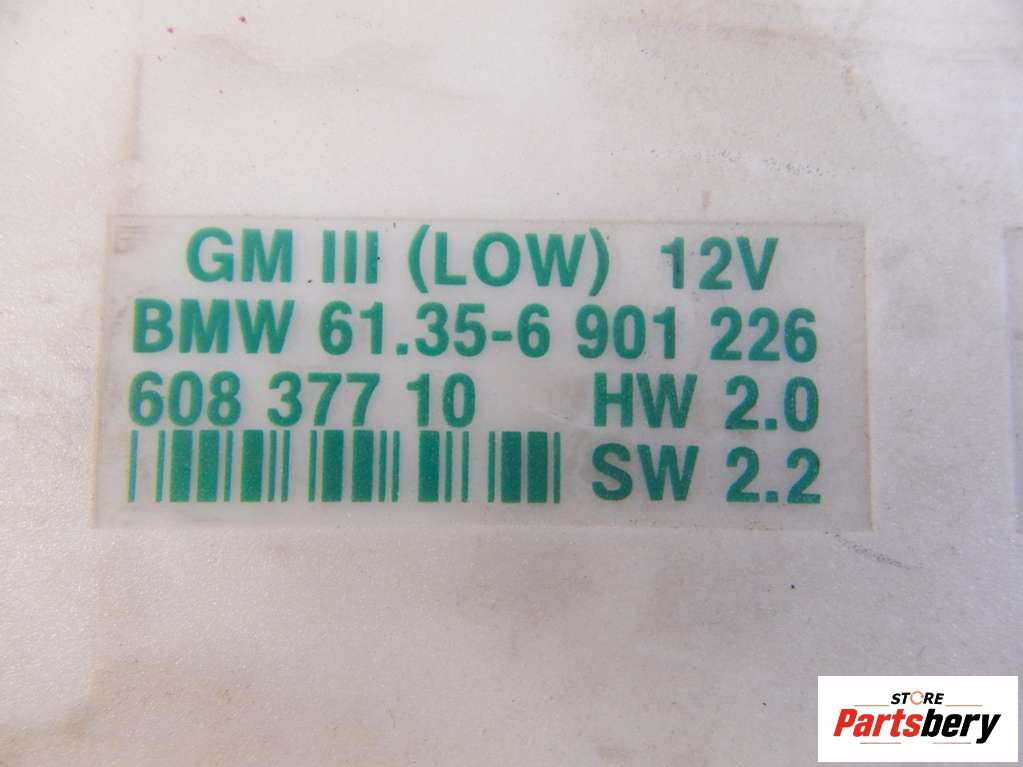 GM III (LOW) 12V
BMW 61.35-6 901 226
608 377 10 HW 2.0
SW 2.2
STORE
Partsbery